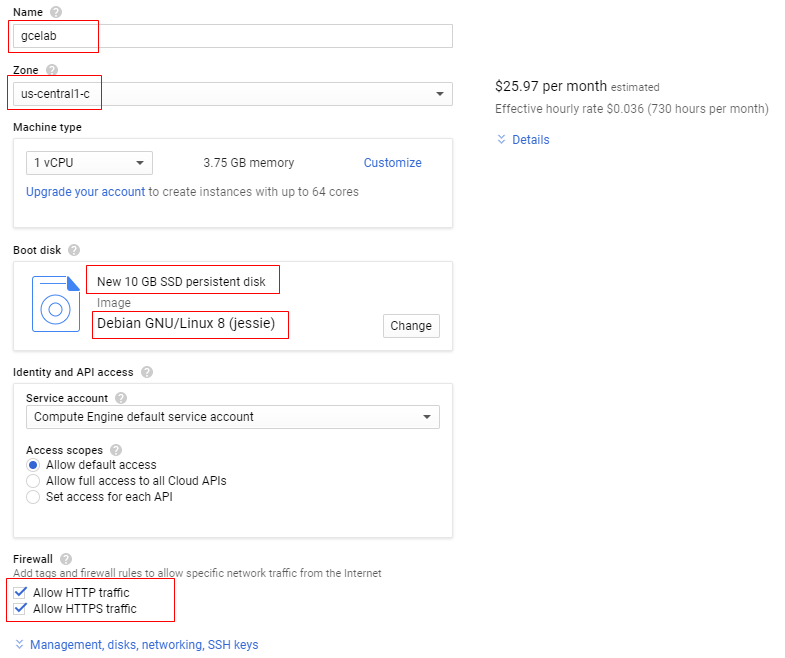 Name ?
gcelab
Zone ?
us-central1-c
$25.97 per month estimated
Effective hourly rate $0.036 (730 hours per month)
Details
Machine type
1 vCPU 3.75 GB memory Customize
Upgrade your account to create instances with up to 64 cores
Boot disk ?
New 10 GB SSD persistent disk
Image
Debian GNU/Linux 8 (jessie)
Change
Identity and API access ?
Service account ?
Compute Engine default service account
Access scopes ?
Allow default access
Allow full access to all Cloud APIs
Set access for each API
Firewall ?
Add tags and firewall rules to allow specific network traffic from the Internet
Allow HTTP traffic
Allow HTTPS traffic
Management, disks, networking, SSH keys